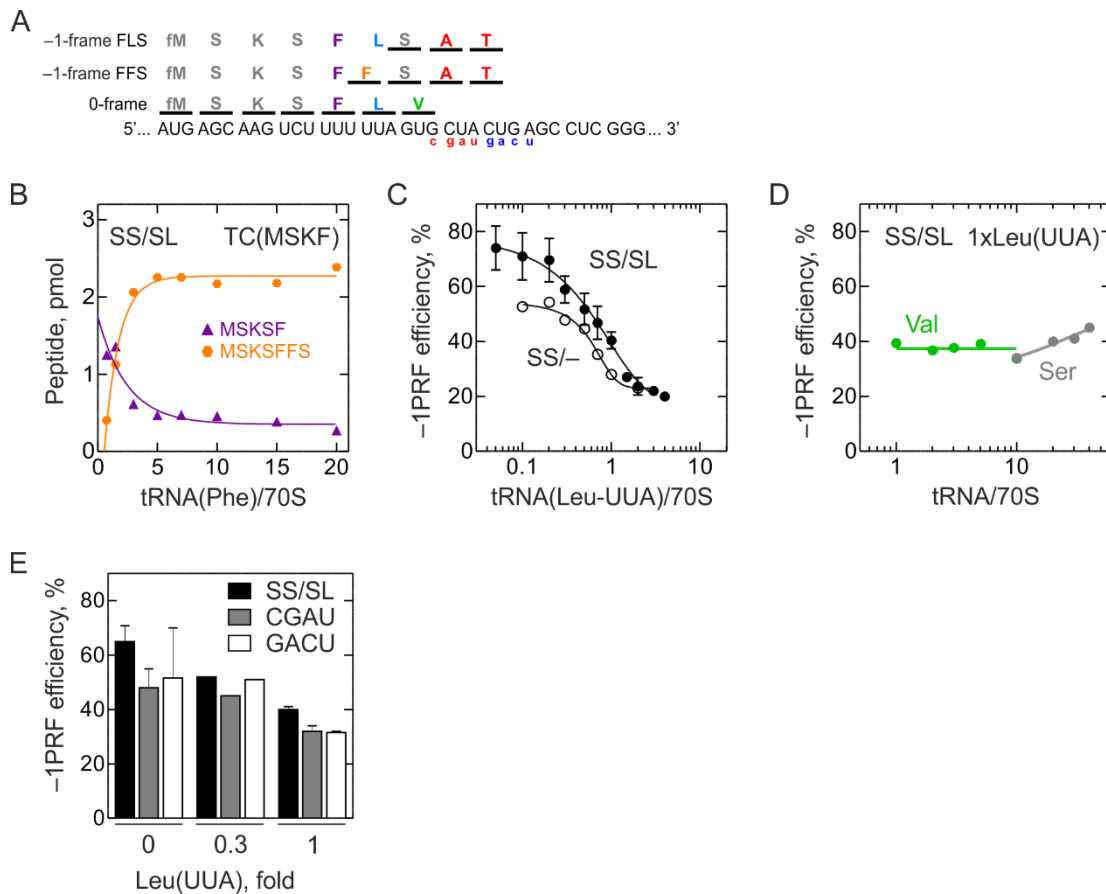 A
–1-frame FLS fM S K S F L S A T
–1-frame FFS fM S K S F F S A T
0-frame fM S K S F L V
5'... AUG AGC AAG UCU UUU UUA GUG CUA CUG AGC CUC GGG... 3'
c g a u g a c u
B
Peptide, pmol
3
2
1
0
SS/SL TC(MSKF)
MSKSF
MSKSFFS
0 5 10 15 20
tRNA(Phe)/70S
C
–1PRF efficiency, %
80
60
40
20
0
SS/SL
SS/–
0.1 1 10
tRNA(Leu-UUA)/70S
D
–1PRF efficiency, %
80
60
40
20
0
SS/SL 1xLeu(UUA)
Val
Ser
1 10
tRNA/70S
E
–1PRF efficiency, %
80
60
40
20
0
SS/SL
CGAU
GACU
0 0.3 1
Leu(UUA), fold